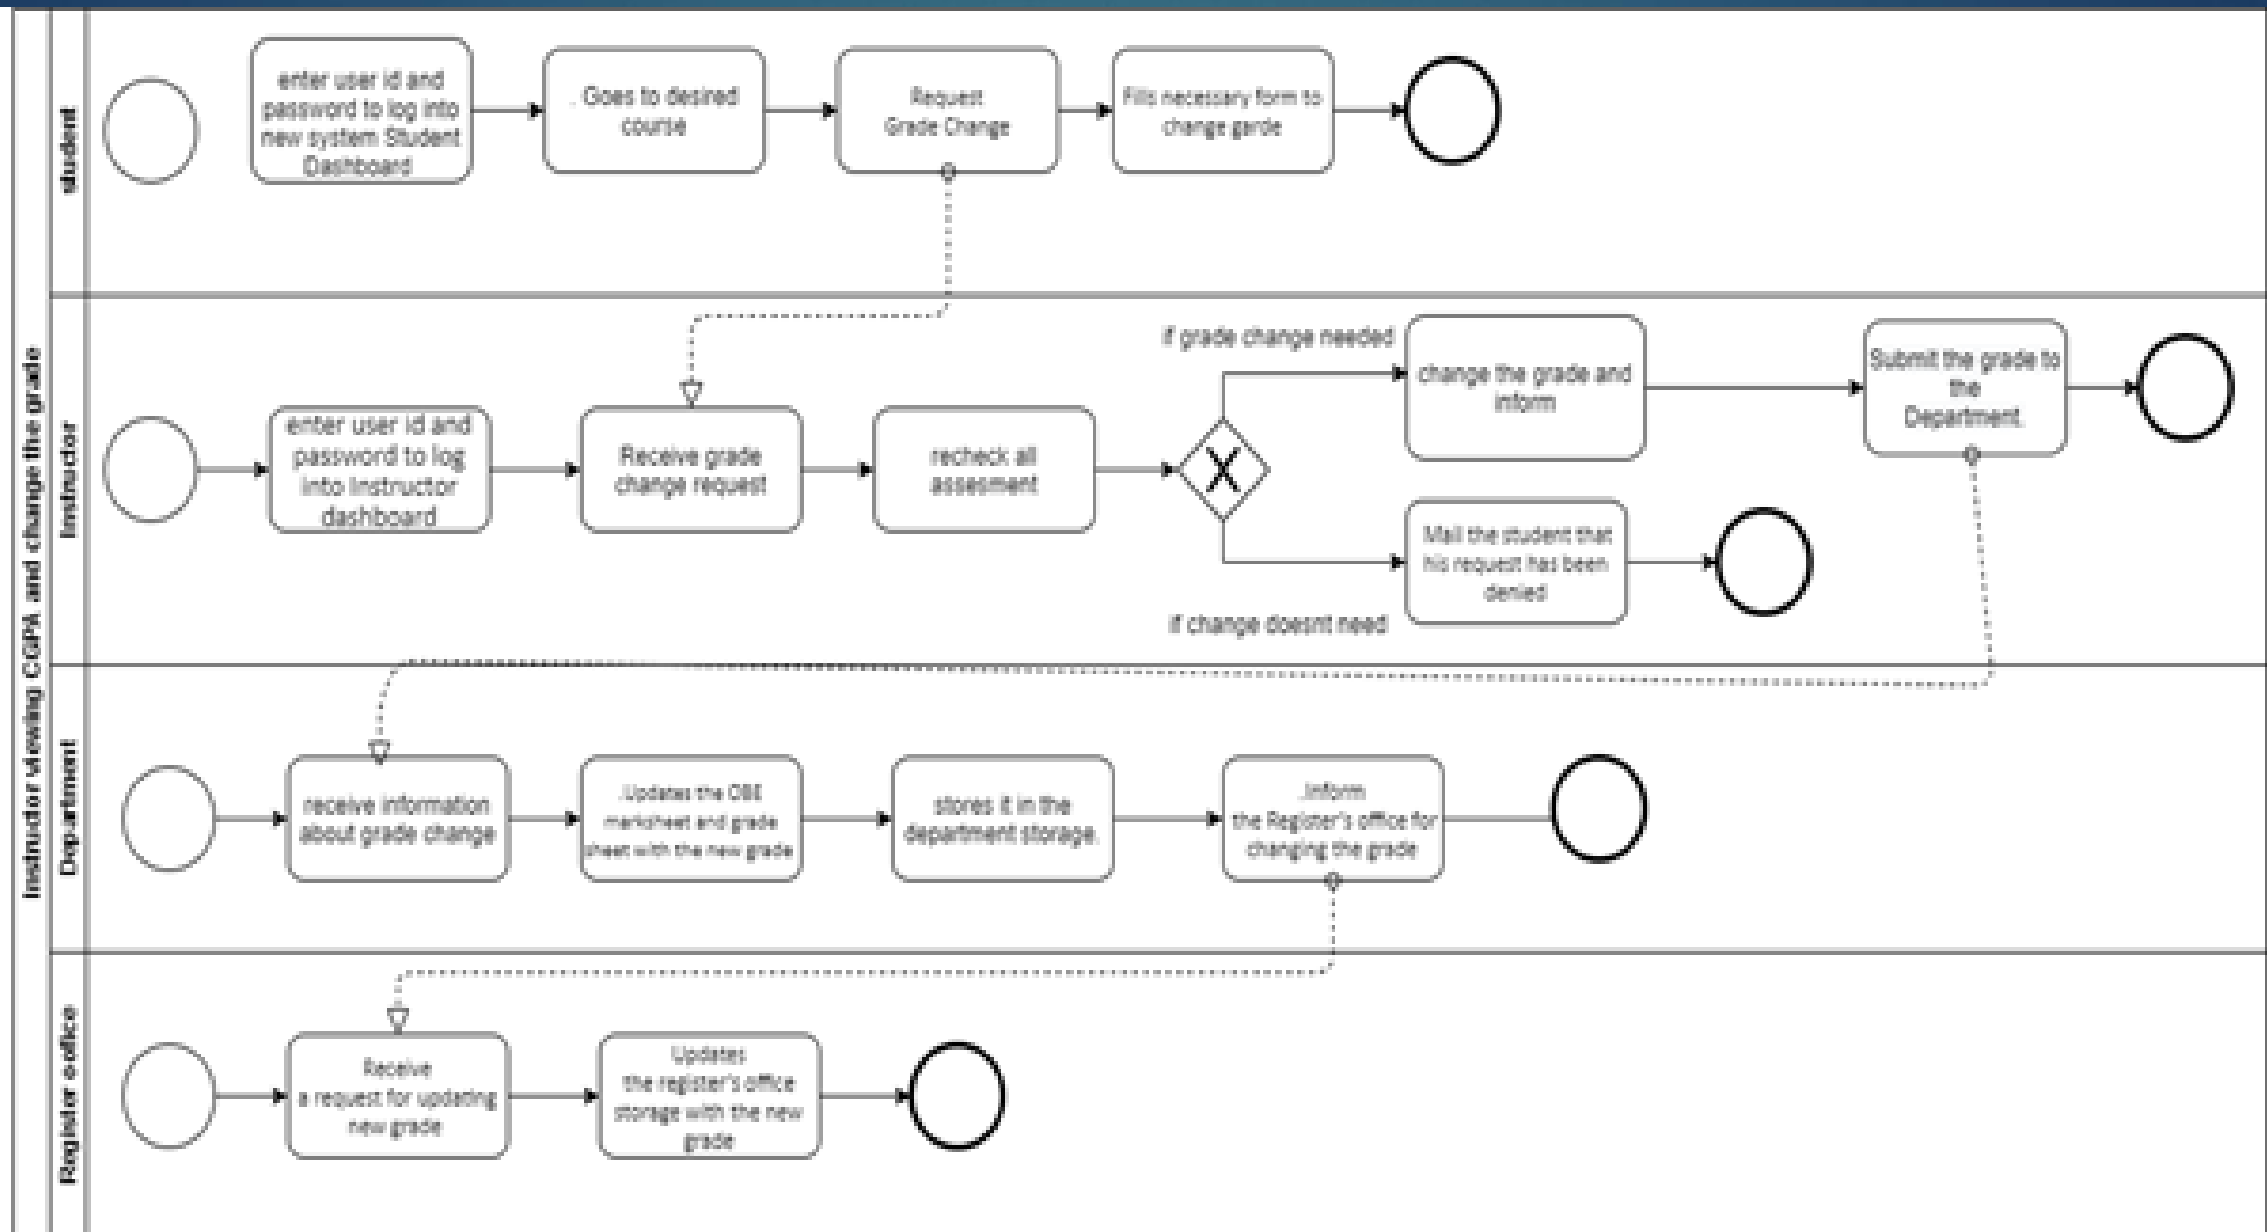 Instructor viewing CGPA and change the grade
student
enter user id and
password to log into
new system Student
Dashboard
. Goes to desired
course
Request
Grade Change
Fills necessary form to
change garde
Instructor
enter user id and
password to log
into Instructor
dashboard
Receive grade
change request
recheck all
assesment
if grade change needed
change the grade and
inform
Submit the grade to
the
Department.
Mail the student that
his request has been
denied
if change doesnt need
Department
receive information
about grade change
.Updates the OBE
marksheet and grade
sheet with the new grade
stores it in the
department storage.
.Inform
the Register's office for
changing the grade
Register office
Receive
a request for updating
new grade
Updates
the register's office
storage with the new
grade